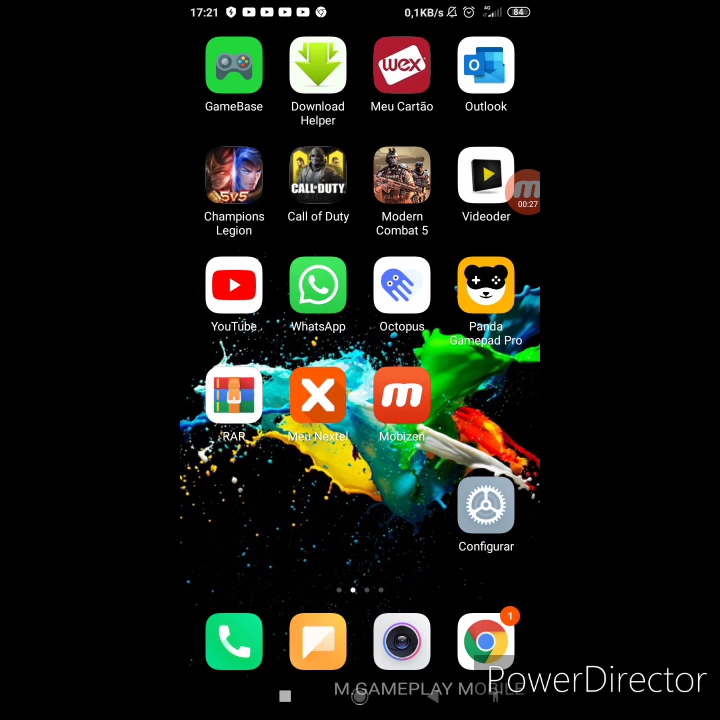 17:21
0,1KB/s
4G
84
wex
GameBase
Download
Helper
Meu Cartão
Outlook
5v5
CALL OF DUTY
m
00:27
Champions
Legion
Call of Duty
Modern
Combat 5
Videoder
YouTube
WhatsApp
Octopus
Panda
Gamepad Pro
m
RAR
Meu Nextel
Mobizen
Configurar
1
PowerDirector
M.GAMEPLAY MOBILE